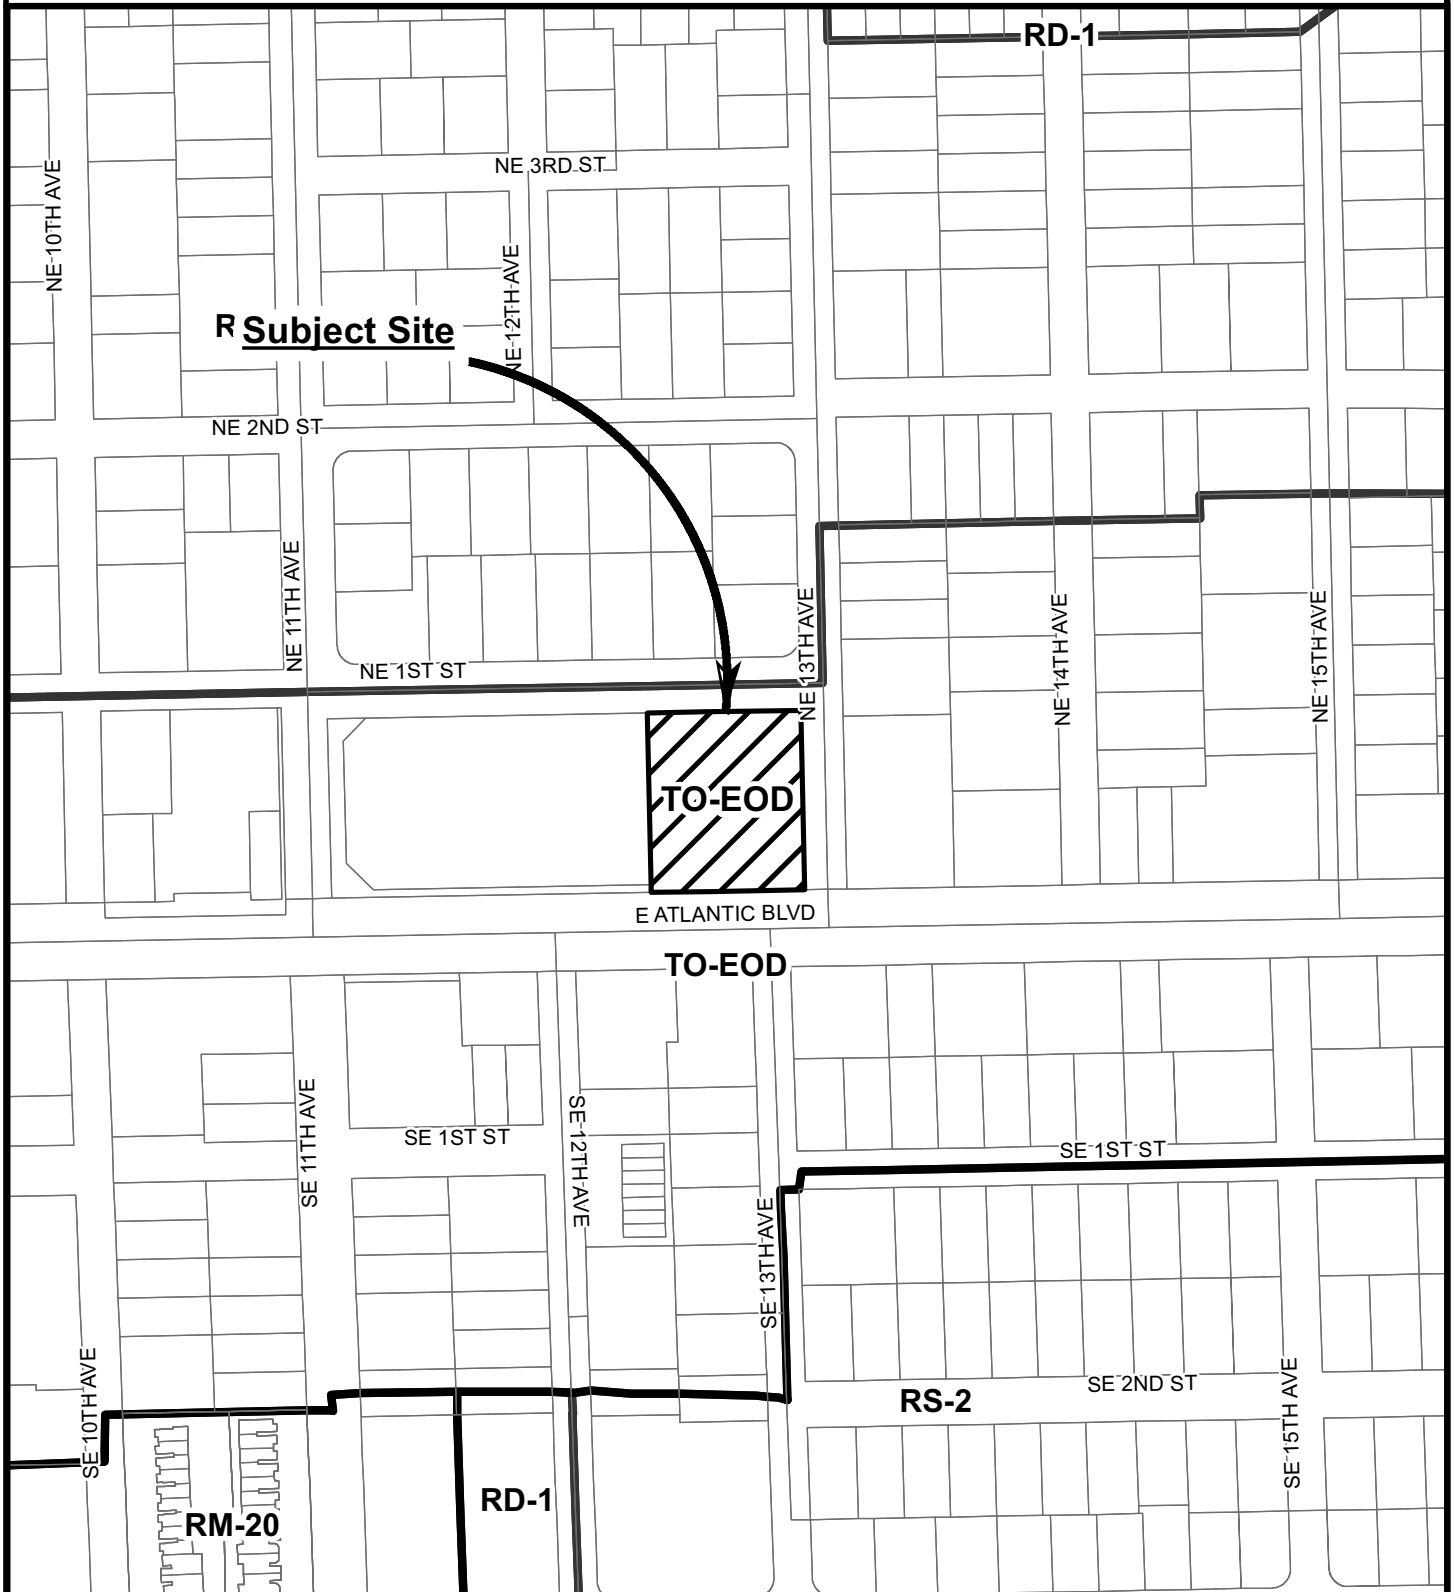 RD-1
NE 3RD ST
NE 10TH AVE
NE 12TH AVE
R Subject Site
NE 2ND ST
NE 11TH AVE
NE 13TH AVE
NE 14TH AVE
NE 15TH AVE
NE 1ST ST
TO-EOD
E ATLANTIC BLVD
TO-EOD
SE 11TH AVE
SE 1ST ST
SE 12TH AVE
SE 1ST ST
SE 13TH AVE
SE 10TH AVE
SE 2ND ST
RS-2
SE 15TH AVE
RD-1
RM-20